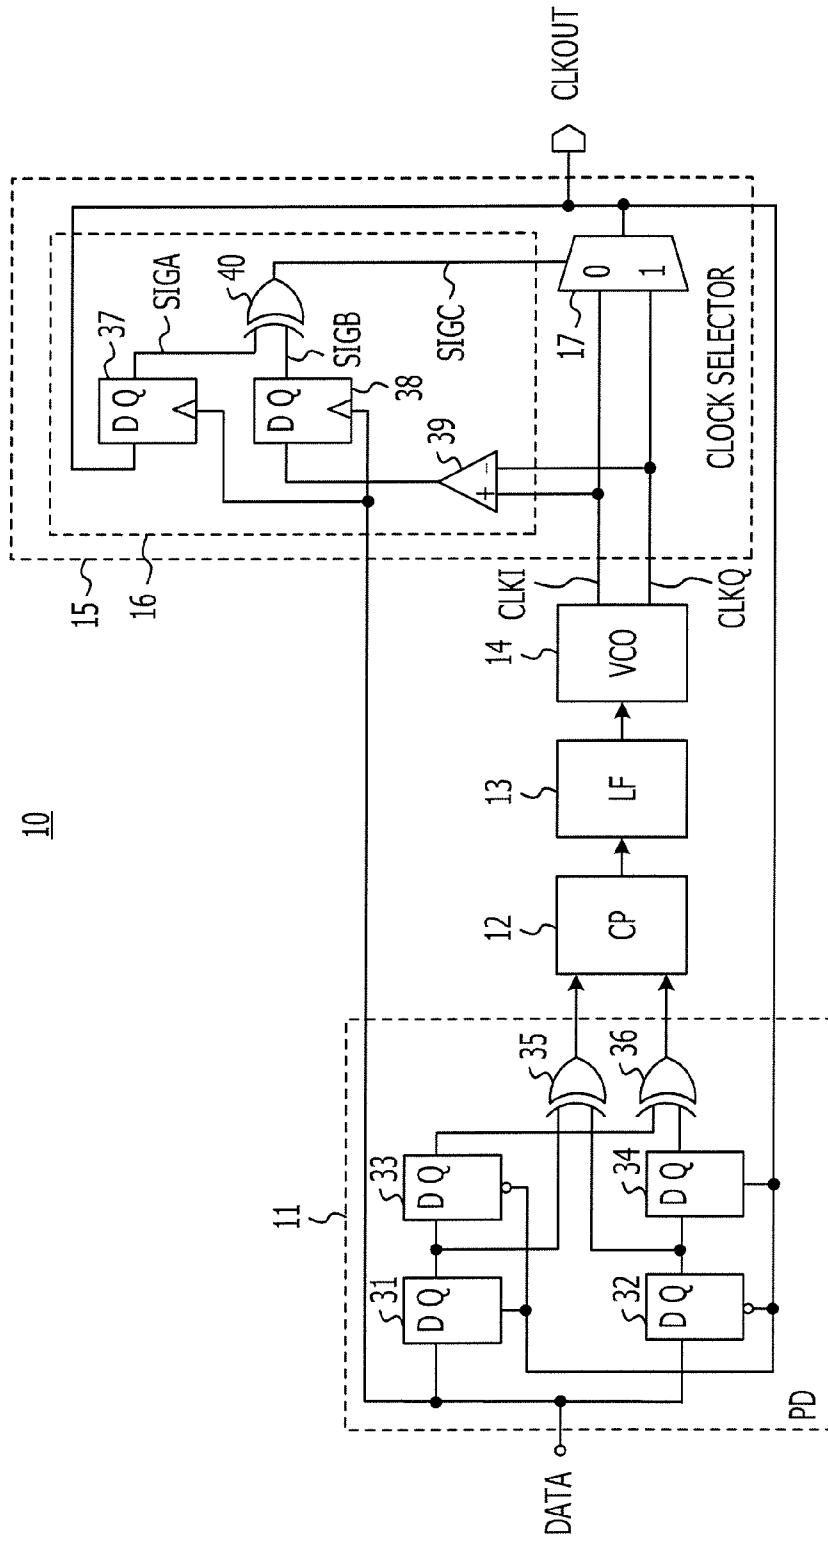 10
15
16
37
D Q
SIGA
40
SIGB
38
D Q
39
+
−
SIGC
17
0
1
CLOCK SELECTOR
CLKOUT
CLKI
CLKQ
14
VCO
13
LF
12
CP
11
31
D Q
33
D Q
35
36
32
D Q
34
D Q
PD
DATA